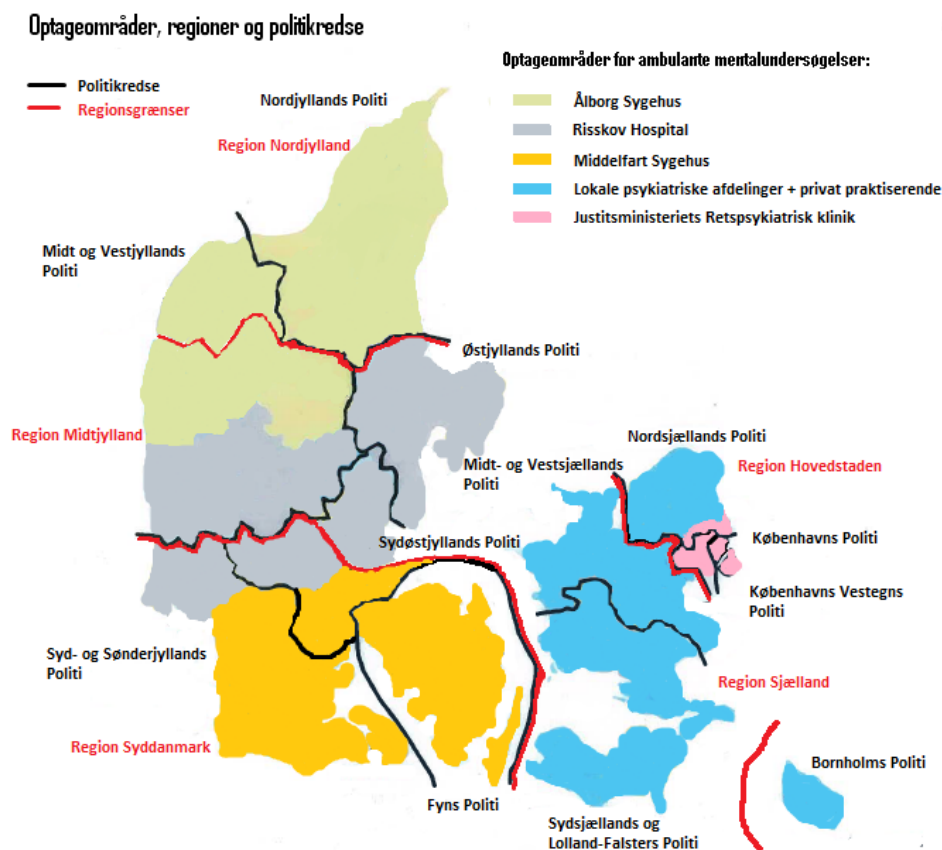 Optageområder, regioner og politikredse
Optageområder for ambulante mentalundersøgelser:
Politikredse
Regionsgrænser
Ålborg Sygehus
Risskov Hospital
Middelfart Sygehus
Lokale psykiatriske afdelinger + privat praktiserende
Justitsministeriets Retspsykiatrisk klinik
Nordjyllands Politi
Region Nordjylland
Midt og Vestjyllands
Politi
Østjyllands Politi
Region Midtjylland
Nordsjællands Politi
Midt- og Vestsjællands
Politi
Region Hovedstaden
Sydøstjyllands Politi
Københavns Politi
Københavns Vestegns
Politi
Syd- og Sønderjyllands
Politi
Region Sjælland
Region Syddanmark
Bornholms Politi
Fyns Politi
Sydsjællands og
Lolland-Falsters Politi